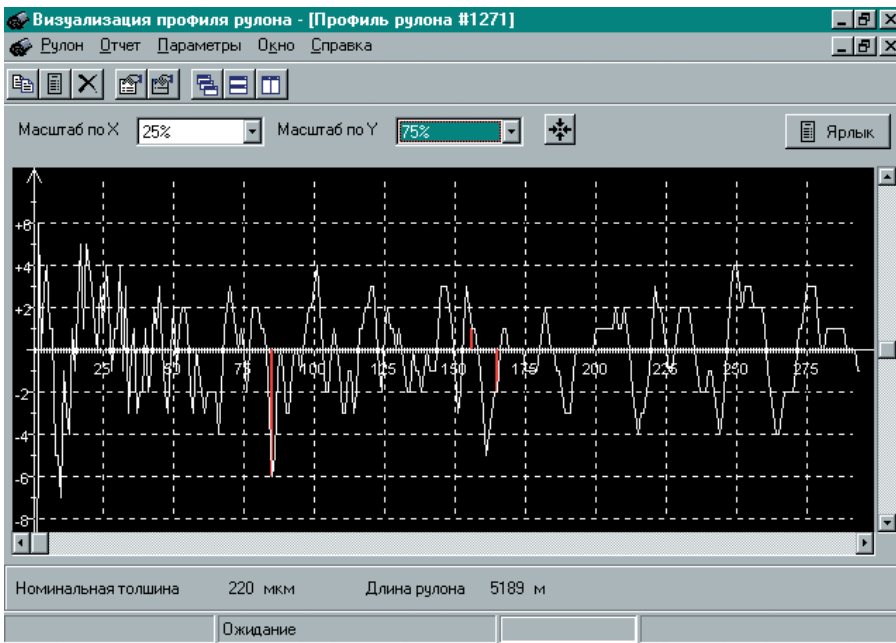 Визуализация профиля рулона - [Профиль рулона #1271]
Рулон Отчет Параметры Окно Справка
Масштаб по X 25% Масштаб по Y 75% Ярлык
+6
+4
+2
25 50 75 100 125 150 175 200 225 250 275
-2
-4
-6
-8
Номинальная толшина 220 мкм Длина рулона 5189 м
Ожидание